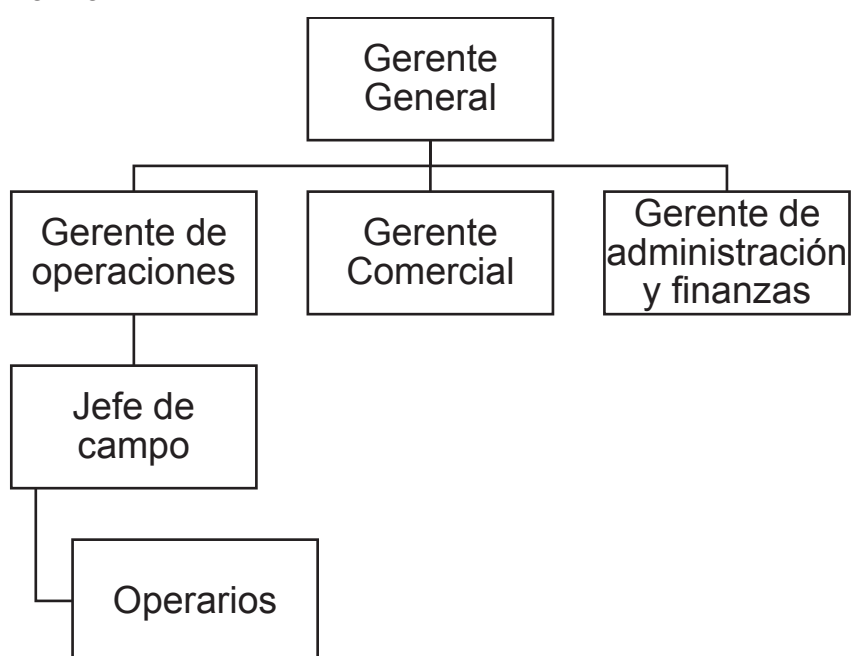 Gerente
General
Gerente de
operaciones
Gerente
Comercial
Gerente de
administración
y finanzas
Jefe de
campo
Operarios